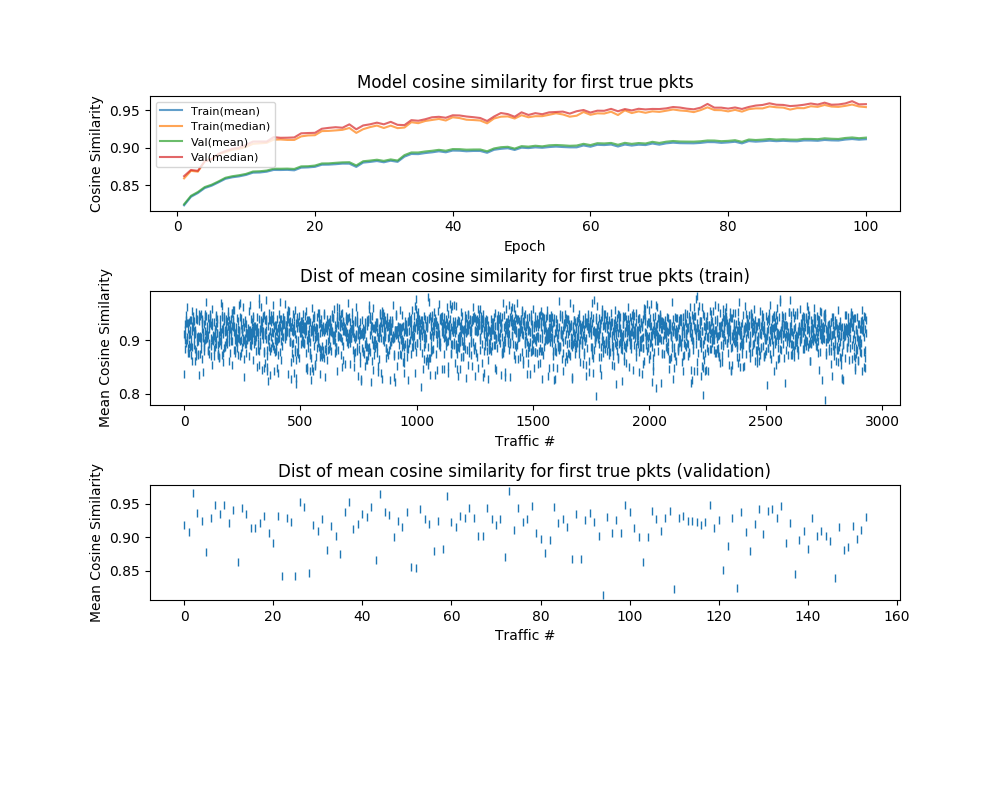 Model cosine similarity for first true pkts
Cosine Similarity
0.95
0.90
0.85
Train(mean)
Train(median)
Val(mean)
Val(median)
0 20 40 60 80 100
Epoch
Dist of mean cosine similarity for first true pkts (train)
Mean Cosine Similarity
0.9
0.8
0 500 1000 1500 2000 2500 3000
Traffic #
Dist of mean cosine similarity for first true pkts (validation)
Mean Cosine Similarity
0.95
0.90
0.85
0 20 40 60 80 100 120 140 160
Traffic #